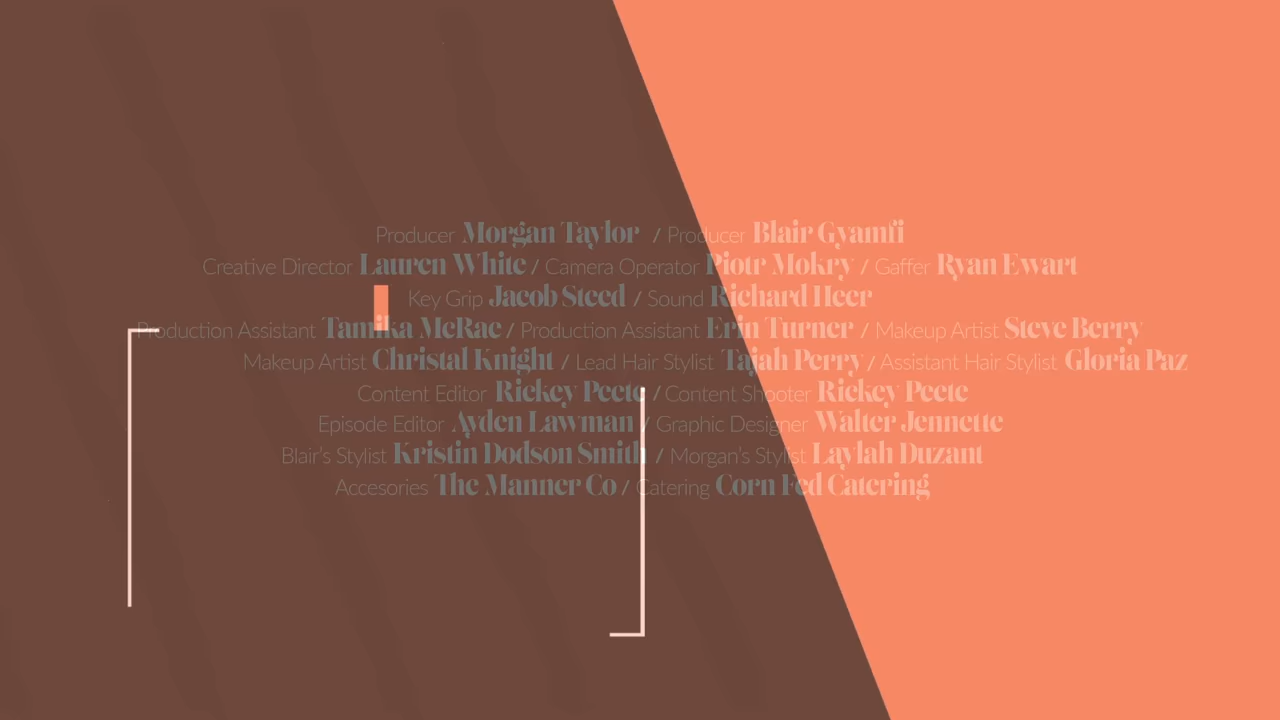 Producer Morgan Taylor / Producer Blair Gyamfi
Creative Director Lauren White / Camera Operator Piotr Mokry / Gaffer Ryan Ewart
Key Grip Jacob Steed / Sound Richard Heer
Production Assistant Tamika McRae / Production Assistant Erin Turner / Makeup Artist Steve Berry
Makeup Artist Christal Knight / Lead Hair Stylist Tajah Perry / Assistant Hair Stylist Gloria Paz
Content Editor Rickey Peete / Content Shooter Rickey Peete
Episode Editor Ayden Lawman / Graphic Designer Walter Jennette
Blair's Stylist Kristin Dodson Smith / Morgan's Stylist Laylah Duzant
Accesories The Manner Co / Catering Corn Fed Catering